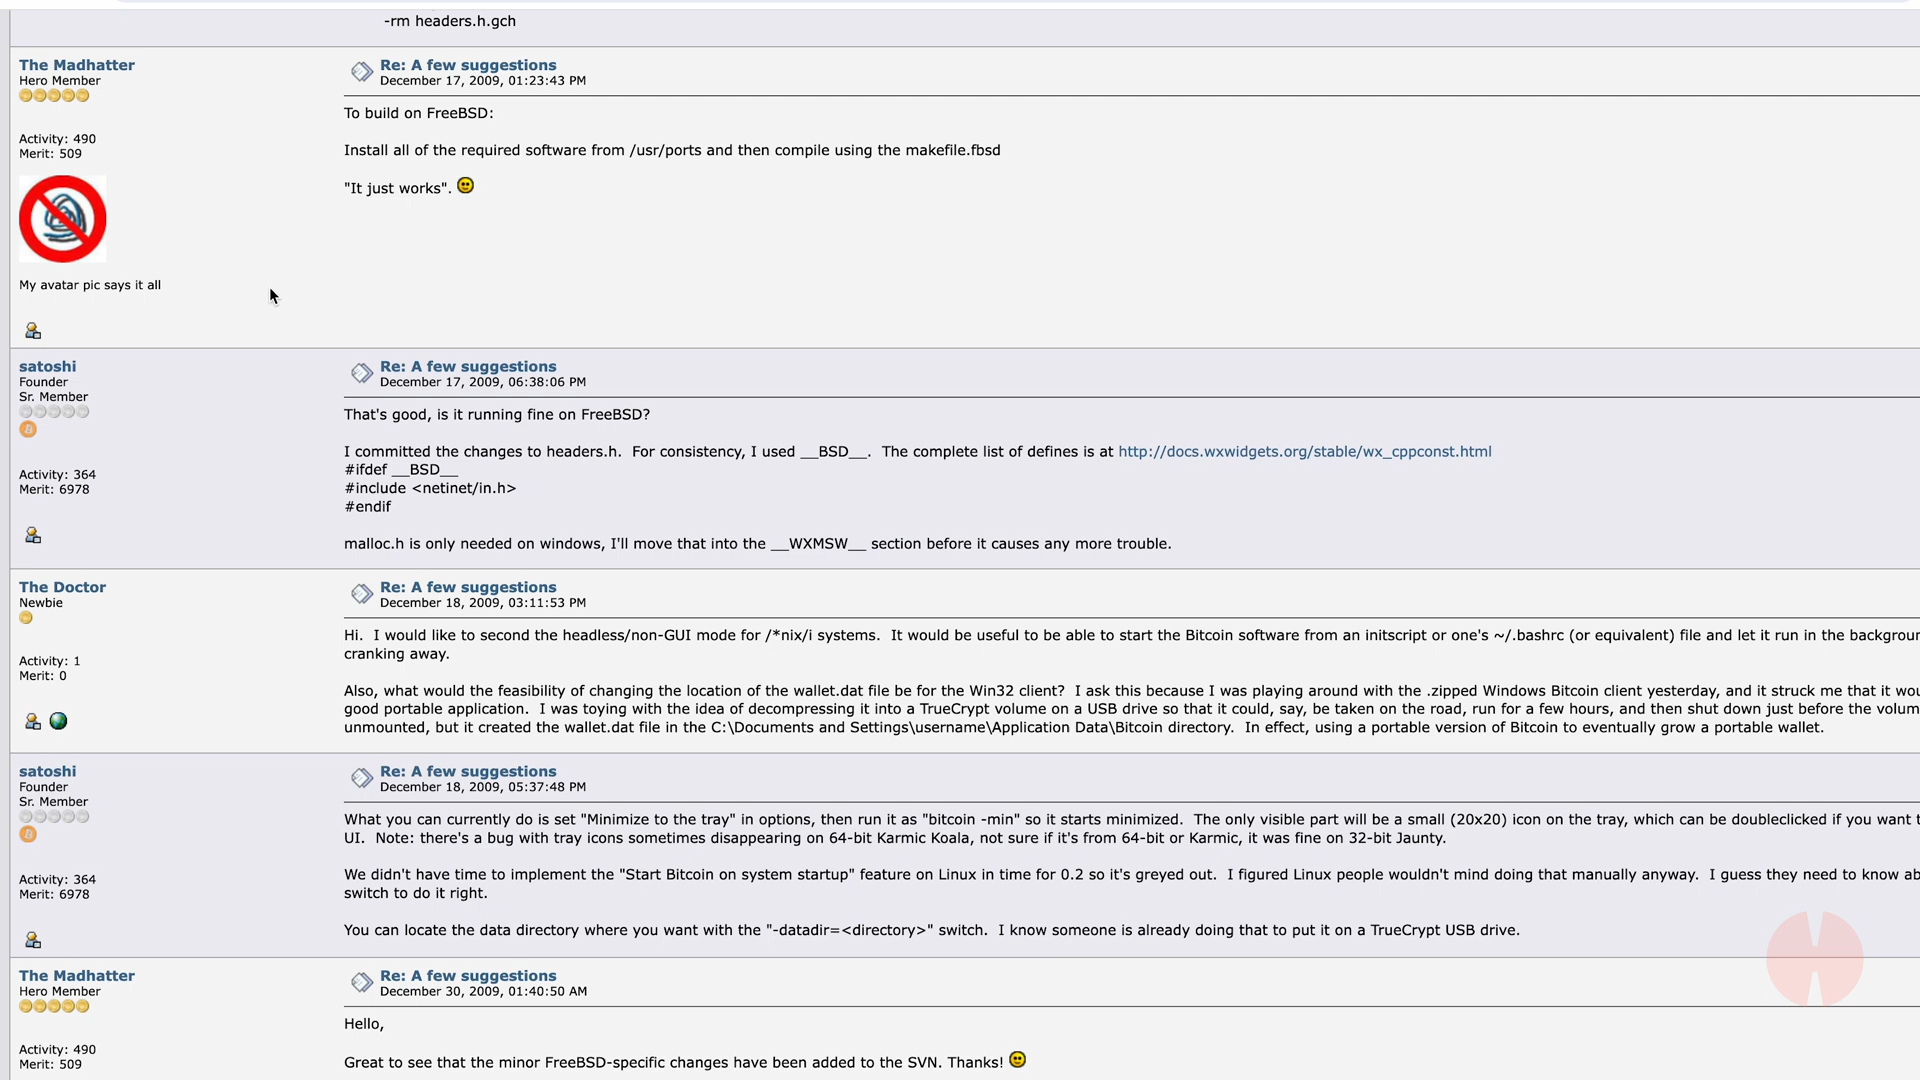 -rm headers.h.gch
The Madhatter
Hero Member
Activity: 490
Merit: 509
My avatar pic says it all
Re: A few suggestions
December 17, 2009, 01:23:43 PM
To build on FreeBSD:
Install all of the required software from /usr/ports and then compile using the makefile.fbsd
"It just works".
satoshi
Founder
Sr. Member
Activity: 364
Merit: 6978
Re: A few suggestions
December 17, 2009, 06:38:06 PM
That's good, is it running fine on FreeBSD?
I committed the changes to headers.h.  For consistency, I used __BSD__.  The complete list of defines is at http://docs.wxwidgets.org/stable/wx_cppconst.html
#ifdef __BSD__
#include <netinet/in.h>
#endif
malloc.h is only needed on windows, I'll move that into the __WXMSW__ section before it causes any more trouble.
The Doctor
Newbie
Activity: 1
Merit: 0
Re: A few suggestions
December 18, 2009, 03:11:53 PM
Hi.  I would like to second the headless/non-GUI mode for /*nix/i systems.  It would be useful to be able to start the Bitcoin software from an initscript or one's ~/.bashrc (or equivalent) file and let it run in the backgroun
cranking away.
Also, what would the feasibility of changing the location of the wallet.dat file be for the Win32 client?  I ask this because I was playing around with the .zipped Windows Bitcoin client yesterday, and it struck me that it wou
good portable application.  I was toying with the idea of decompressing it into a TrueCrypt volume on a USB drive so that it could, say, be taken on the road, run for a few hours, and then shut down just before the volum
unmounted, but it created the wallet.dat file in the C:\Documents and Settings\username\Application Data\Bitcoin directory.  In effect, using a portable version of Bitcoin to eventually grow a portable wallet.
satoshi
Founder
Sr. Member
Activity: 364
Merit: 6978
Re: A few suggestions
December 18, 2009, 05:37:48 PM
What you can currently do is set "Minimize to the tray" in options, then run it as "bitcoin -min" so it starts minimized.  The only visible part will be a small (20x20) icon on the tray, which can be doubleclicked if you want t
UI.  Note: there's a bug with tray icons sometimes disappearing on 64-bit Karmic Koala, not sure if it's from 64-bit or Karmic, it was fine on 32-bit Jaunty.
We didn't have time to implement the "Start Bitcoin on system startup" feature on Linux in time for 0.2 so it's greyed out.  I figured Linux people wouldn't mind doing that manually anyway.  I guess they need to know ab
switch to do it right.
You can locate the data directory where you want with the "-datadir=<directory>" switch.  I know someone is already doing that to put it on a TrueCrypt USB drive.
The Madhatter
Hero Member
Activity: 490
Merit: 509
Re: A few suggestions
December 30, 2009, 01:40:50 AM
Hello,
Great to see that the minor FreeBSD-specific changes have been added to the SVN. Thanks!